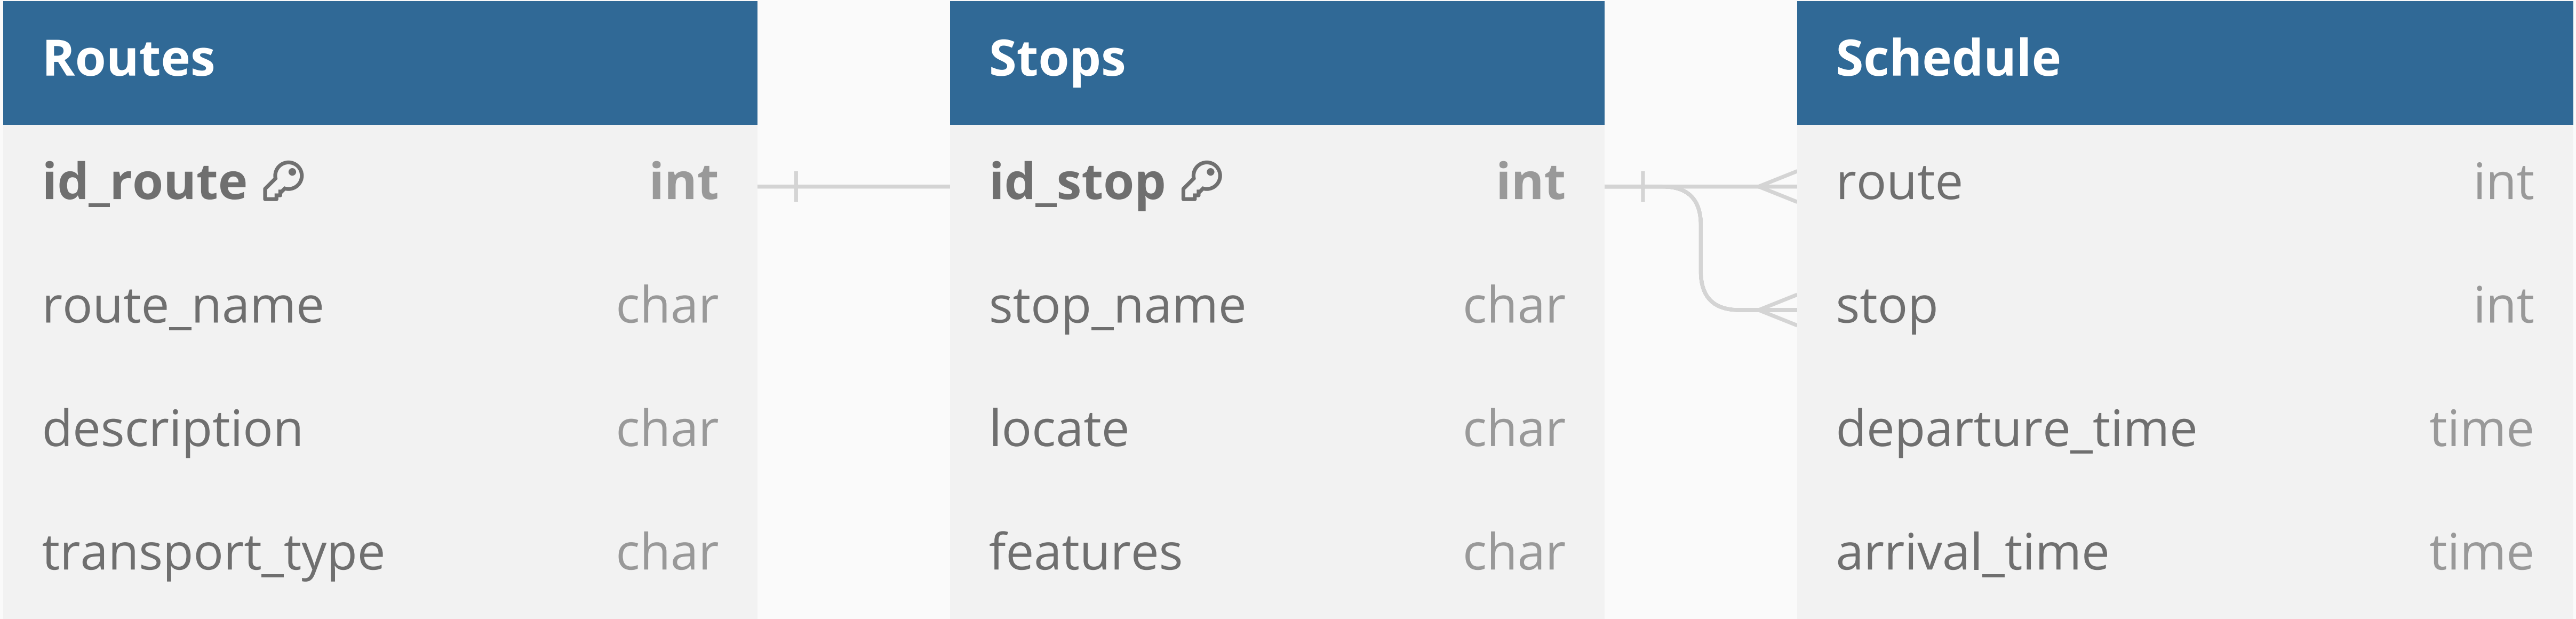 Routes
id_route int
route_name char
description char
transport_type char
Stops
id_stop int
stop_name char
locate char
features char
Schedule
route int
stop int
departure_time time
arrival_time time